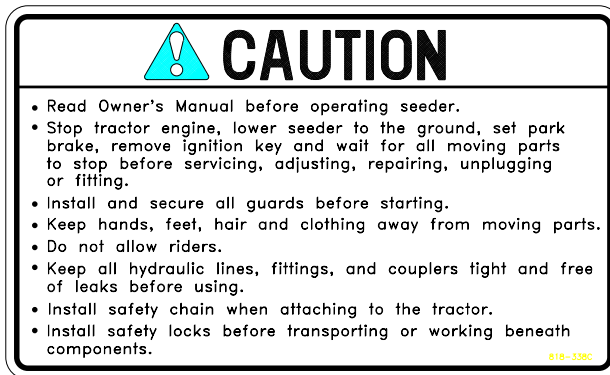 CAUTION
• Read Owner's Manual before operating seeder.
• Stop tractor engine, lower seeder to the ground, set park
brake, remove ignition key and wait for all moving parts
to stop before servicing, adjusting, repairing, unplugging
or fitting.
• Install and secure all guards before starting.
• Keep hands, feet, hair and clothing away from moving parts.
• Do not allow riders.
• Keep all hydraulic lines, fittings, and couplers tight and free
of leaks before using.
• Install safety chain when attaching to the tractor.
• Install safety locks before transporting or working beneath
components.